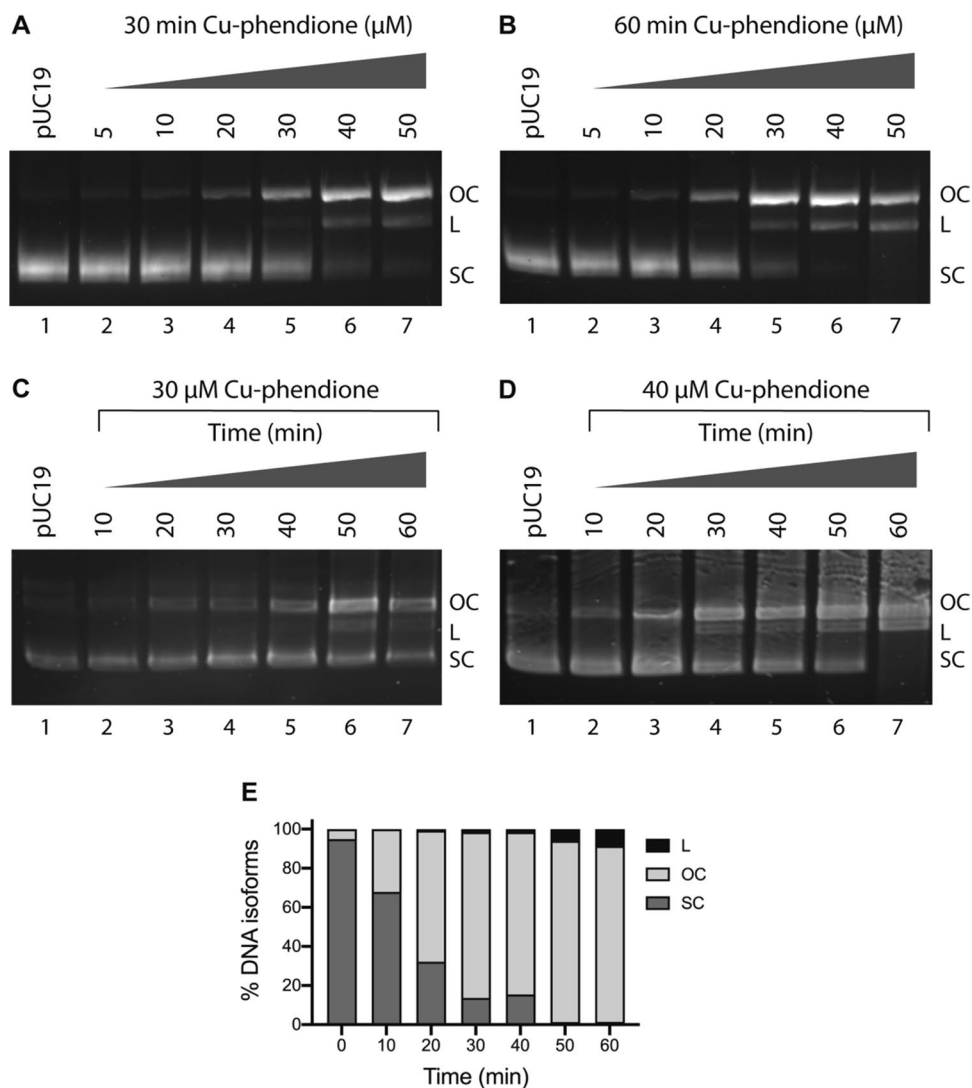 A 30 min Cu-phendione (µM)
pUC19 5 10 20 30 40 50
OC
L
SC
1 2 3 4 5 6 7
B 60 min Cu-phendione (µM)
pUC19 5 10 20 30 40 50
OC
L
SC
1 2 3 4 5 6 7
C 30 µM Cu-phendione
Time (min)
pUC19 10 20 30 40 50 60
OC
L
SC
1 2 3 4 5 6 7
D 40 µM Cu-phendione
Time (min)
pUC19 10 20 30 40 50 60
OC
L
SC
1 2 3 4 5 6 7
E
% DNA isoforms
100
80
60
40
20
0
0 10 20 30 40 50 60
Time (min)
L
OC
SC